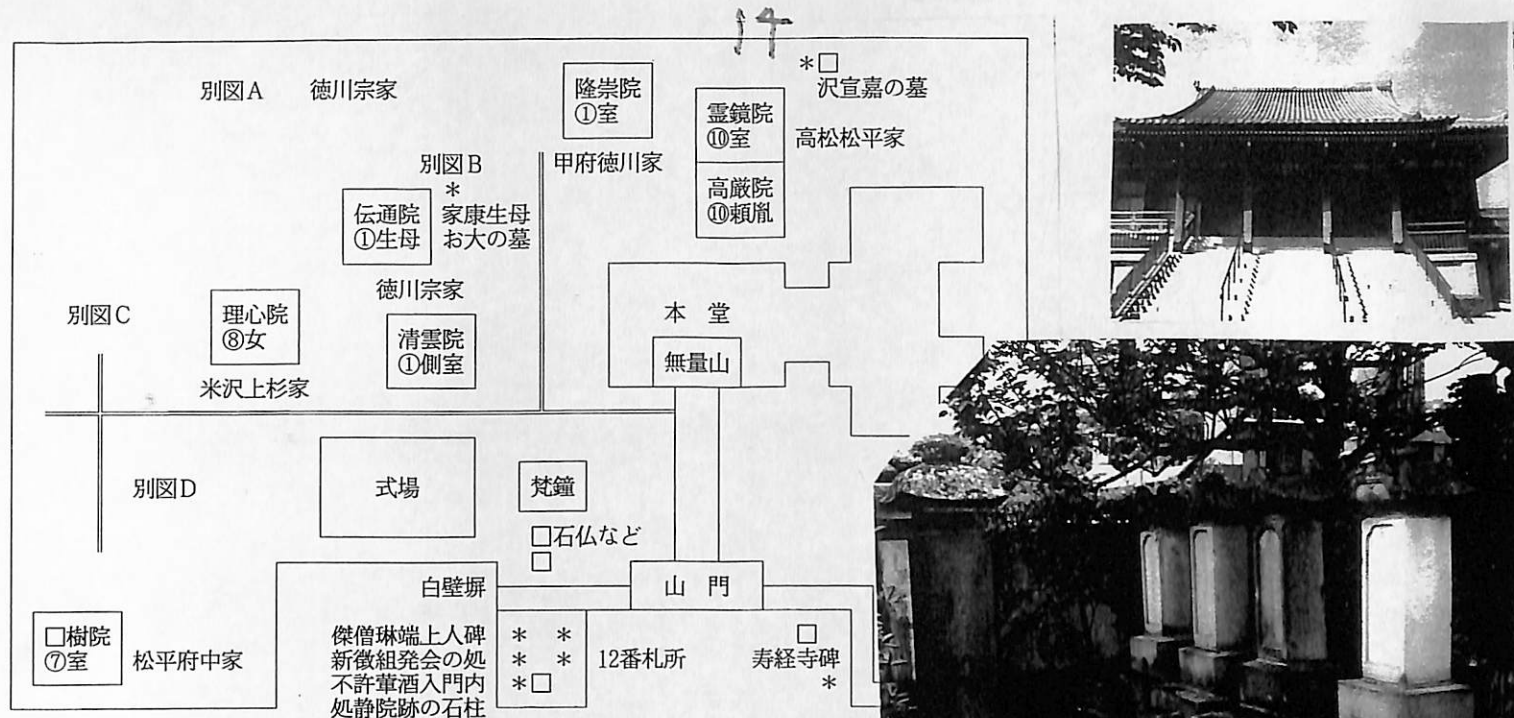 14
別図A 徳川宗家
隆崇院
①室
甲府徳川家
*□
沢宣嘉の墓
霊鏡院
⑩室
高松松平家
高厳院
⑩頼胤
別図B
*
伝通院
①生母
家康生母
お大の墓
徳川宗家
清雲院
①側室
別図C
理心院
⑧女
米沢上杉家
本堂
無量山
別図D
式場
梵鐘
□石仏など
□
白壁塀
山門
□樹院
⑦室
松平府中家
傑僧琳端上人碑 * *
新徴組発会の処 * *
不許葷酒入門内 *□
処静院跡の石柱
12番札所
□
寿経寺碑
*